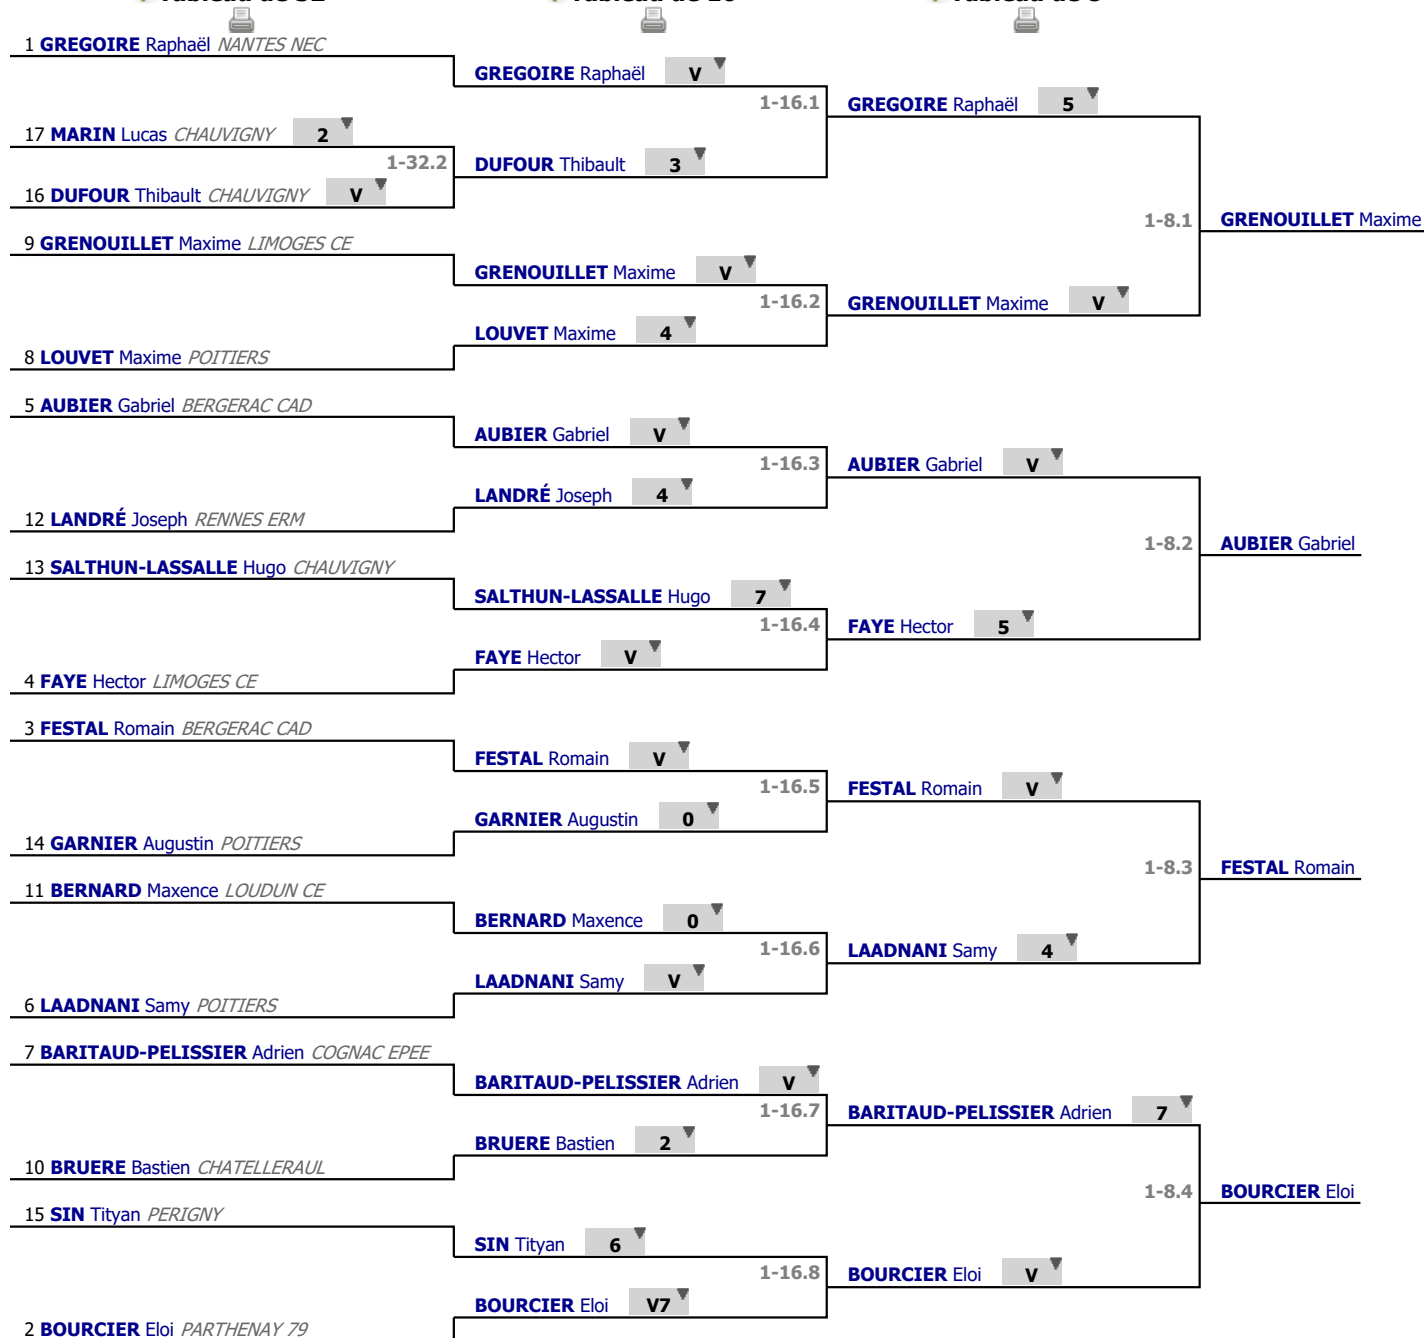 1 GREGOIRE Raphaël NANTES NEC
GREGOIRE Raphaël V
1-16.1
GREGOIRE Raphaël 5
17 MARIN Lucas CHAUVIGNY 2
1-32.2
DUFOUR Thibault 3
16 DUFOUR Thibault CHAUVIGNY V
1-8.1
GRENOUILLET Maxime
9 GRENOUILLET Maxime LIMOGES CE
GRENOUILLET Maxime V
1-16.2
GRENOUILLET Maxime V
LOUVET Maxime 4
8 LOUVET Maxime POITIERS
5 AUBIER Gabriel BERGERAC CAD
AUBIER Gabriel V
1-16.3
AUBIER Gabriel V
LANDRÉ Joseph 4
12 LANDRÉ Joseph RENNES ERM
1-8.2
AUBIER Gabriel
13 SALTHUN-LASSALLE Hugo CHAUVIGNY
SALTHUN-LASSALLE Hugo 7
1-16.4
FAYE Hector 5
FAYE Hector V
4 FAYE Hector LIMOGES CE
3 FESTAL Romain BERGERAC CAD
FESTAL Romain V
1-16.5
FESTAL Romain V
GARNIER Augustin 0
14 GARNIER Augustin POITIERS
1-8.3
FESTAL Romain
11 BERNARD Maxence LOUDUN CE
BERNARD Maxence 0
1-16.6
LAADNANI Samy 4
LAADNANI Samy V
6 LAADNANI Samy POITIERS
7 BARITAUD-PELISSIER Adrien COGNAC EPEE
BARITAUD-PELISSIER Adrien V
1-16.7
BARITAUD-PELISSIER Adrien 7
BRUERE Bastien 2
10 BRUERE Bastien CHATELLERAUL
1-8.4
BOURCIER Eloi
15 SIN Tityan PERIGNY
SIN Tityan 6
1-16.8
BOURCIER Eloi V
BOURCIER Eloi V7
2 BOURCIER Eloi PARTHENAY 79